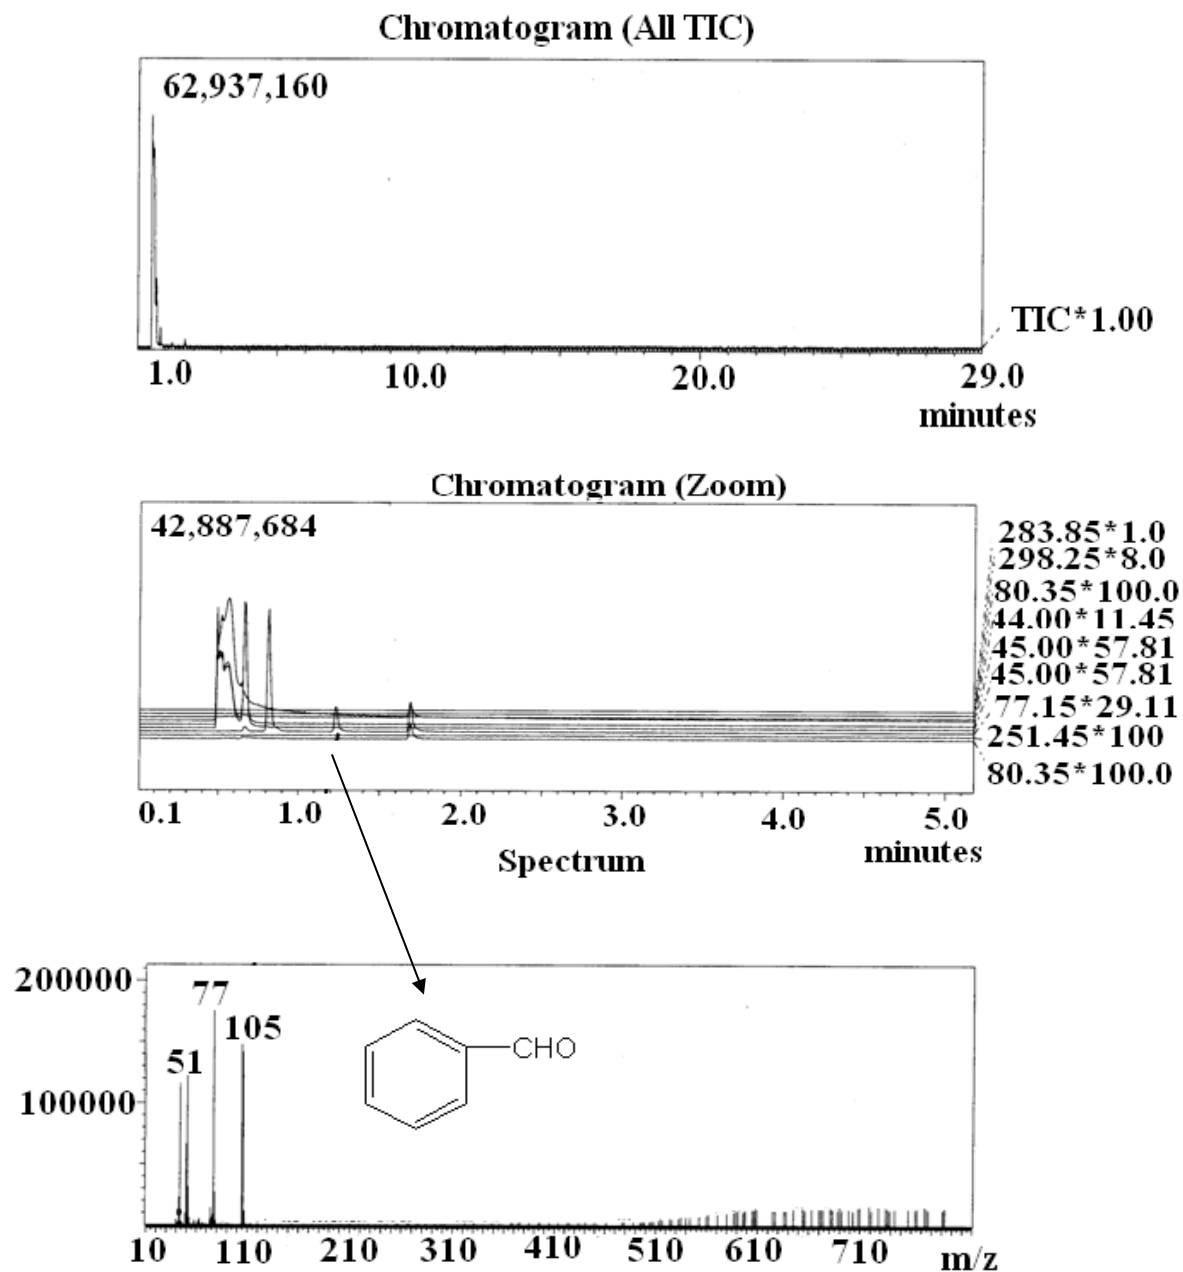 Chromatogram (All TIC)
62,937,160
TIC*1.00
1.0 10.0 20.0 29.0
minutes
Chromatogram (Zoom)
42,887,684
283.85*1.0
298.25*8.0
80.35*100.0
44.00*11.45
45.00*57.81
45.00*57.81
77.15*29.11
251.45*100
80.35*100.0
0.1 1.0 2.0 3.0 4.0 5.0
minutes
Spectrum
200000
77
105
51
CHO
100000
10 110 210 310 410 510 610 710 m/z